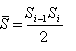 S̄ = S_{i-1}S_i / 2